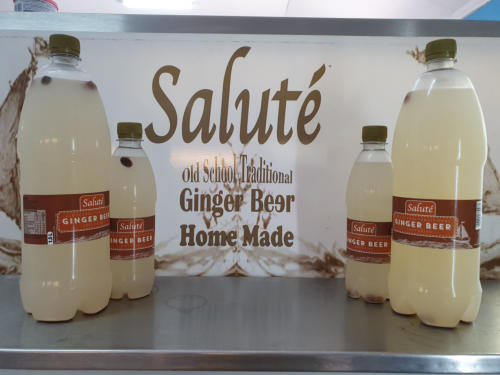 Saluté
old School Traditional
Ginger Beer
Home Made
Saluté
GINGER BEER
Saluté
GINGER BEER
Saluté
GINGER BEER
Saluté
GINGER BEER